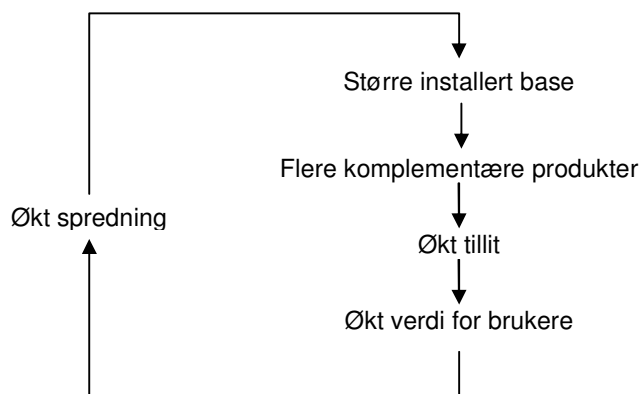 Større installert base
Flere komplementære produkter
Økt spredning
Økt tillit
Økt verdi for brukere